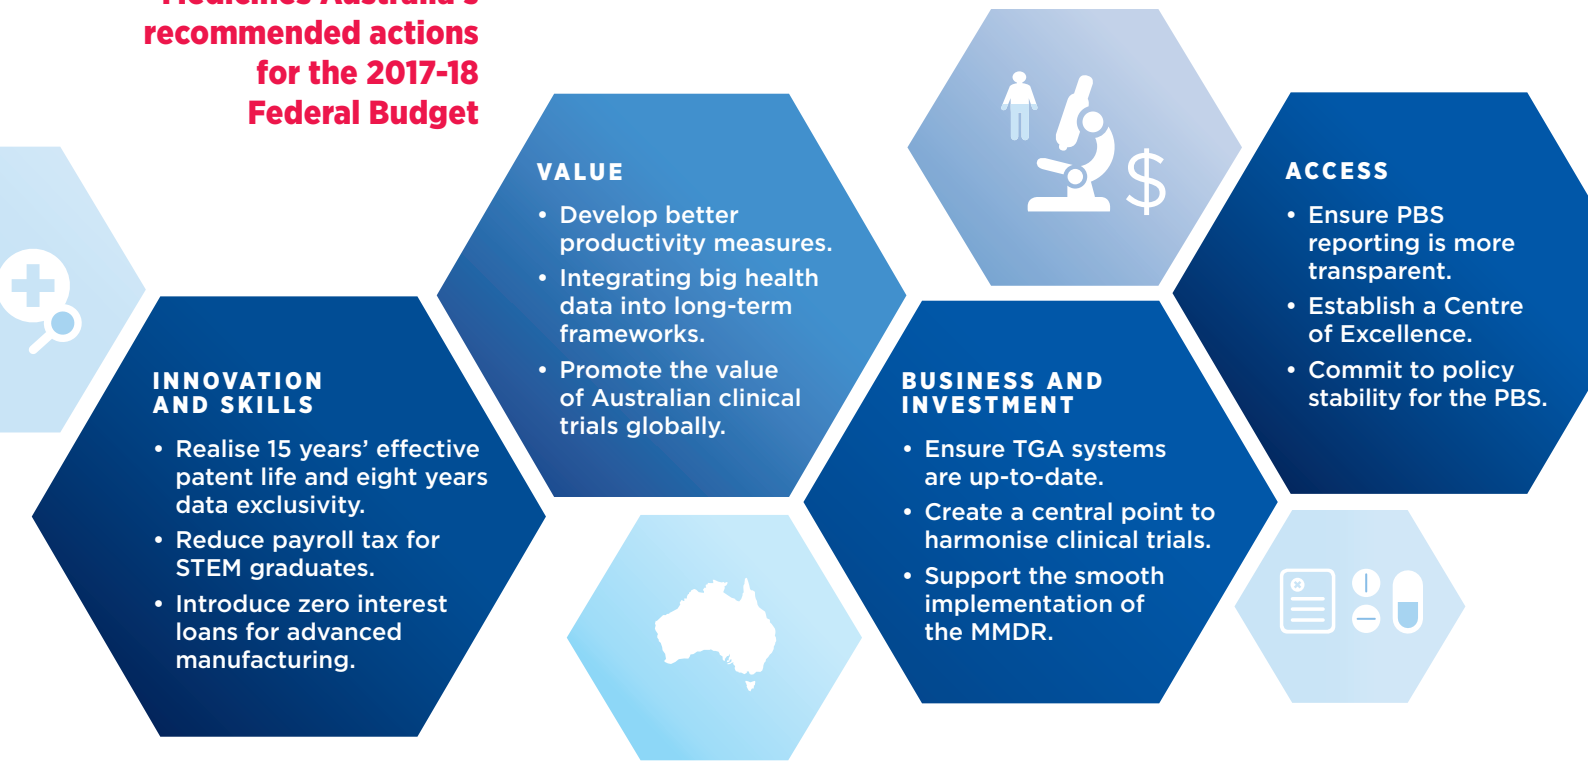 Medicines Australia's
recommended actions
for the 2017-18
Federal Budget
INNOVATION
AND SKILLS
• Realise 15 years’ effective
patent life and eight years
data exclusivity.
• Reduce payroll tax for
STEM graduates.
• Introduce zero interest
loans for advanced
manufacturing.
VALUE
• Develop better
productivity measures.
• Integrating big health
data into long-term
frameworks.
• Promote the value
of Australian clinical
trials globally.
BUSINESS AND
INVESTMENT
• Ensure TGA systems
are up-to-date.
• Create a central point to
harmonise clinical trials.
• Support the smooth
implementation of
the MMDR.
ACCESS
• Ensure PBS
reporting is more
transparent.
• Establish a Centre
of Excellence.
• Commit to policy
stability for the PBS.
$